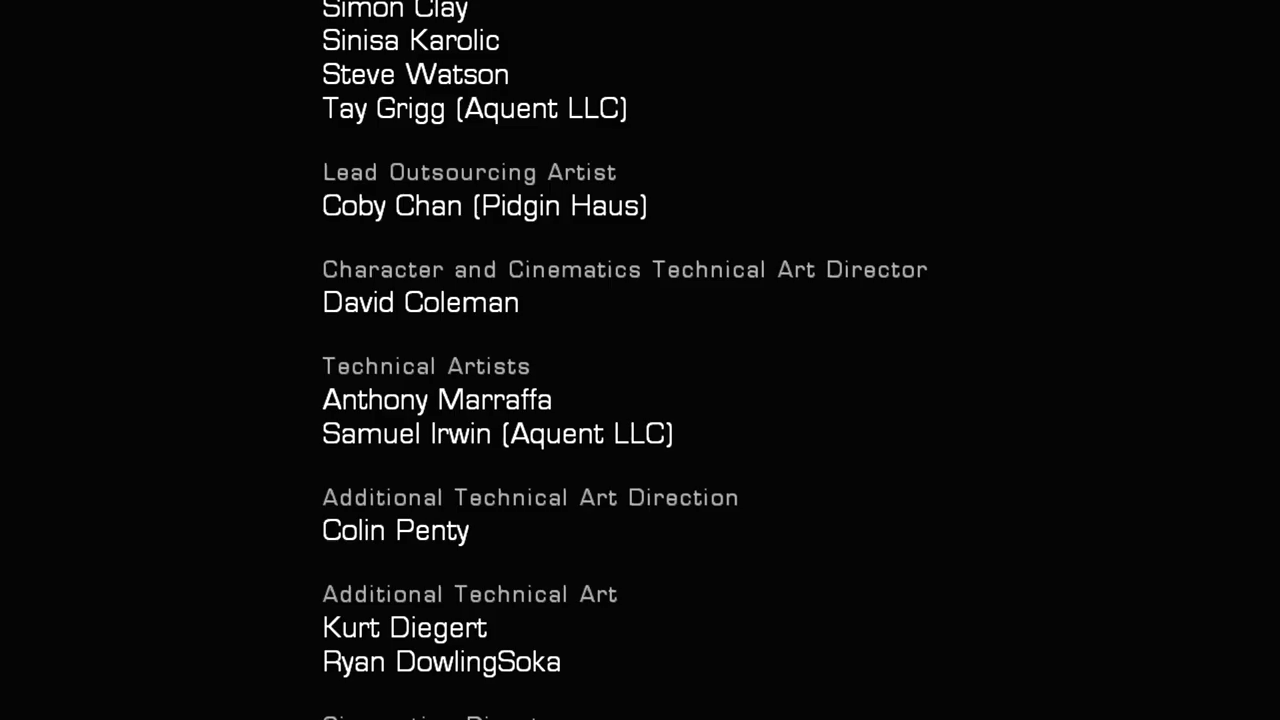 Simon Clay
Sinisa Karolic
Steve Watson
Tay Grigg (Aquent LLC)
Lead Outsourcing Artist
Coby Chan (Pidgin Haus)
Character and Cinematics Technical Art Director
David Coleman
Technical Artists
Anthony Marraffa
Samuel Irwin (Aquent LLC)
Additional Technical Art Direction
Colin Penty
Additional Technical Art
Kurt Diegert
Ryan DowlingSoka